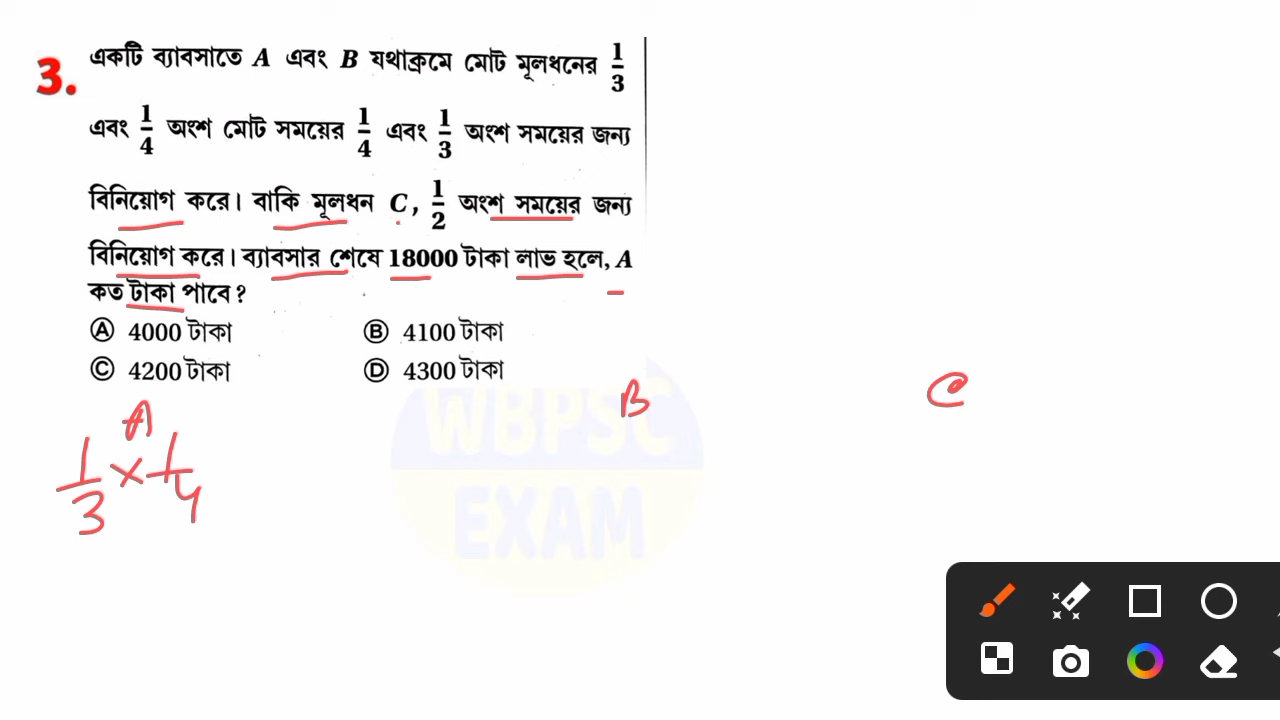 3. একটি ব্যাবসাতে A এবং B যথাক্রমে মোট মূলধনের 1/3
এবং 1/4 অংশ মোট সময়ের 1/4 এবং 1/3 অংশ সময়ের জন্য
বিনিয়োগ করে। বাকি মূলধন C, 1/2 অংশ সময়ের জন্য
বিনিয়োগ করে। ব্যাবসার শেষে 18000 টাকা লাভ হলে, A
কত টাকা পাবে?
Ⓐ 4000 টাকা Ⓑ 4100 টাকা
Ⓒ 4200 টাকা Ⓓ 4300 টাকা
A B C
1/3 × 1/4
WBPSC
EXAM